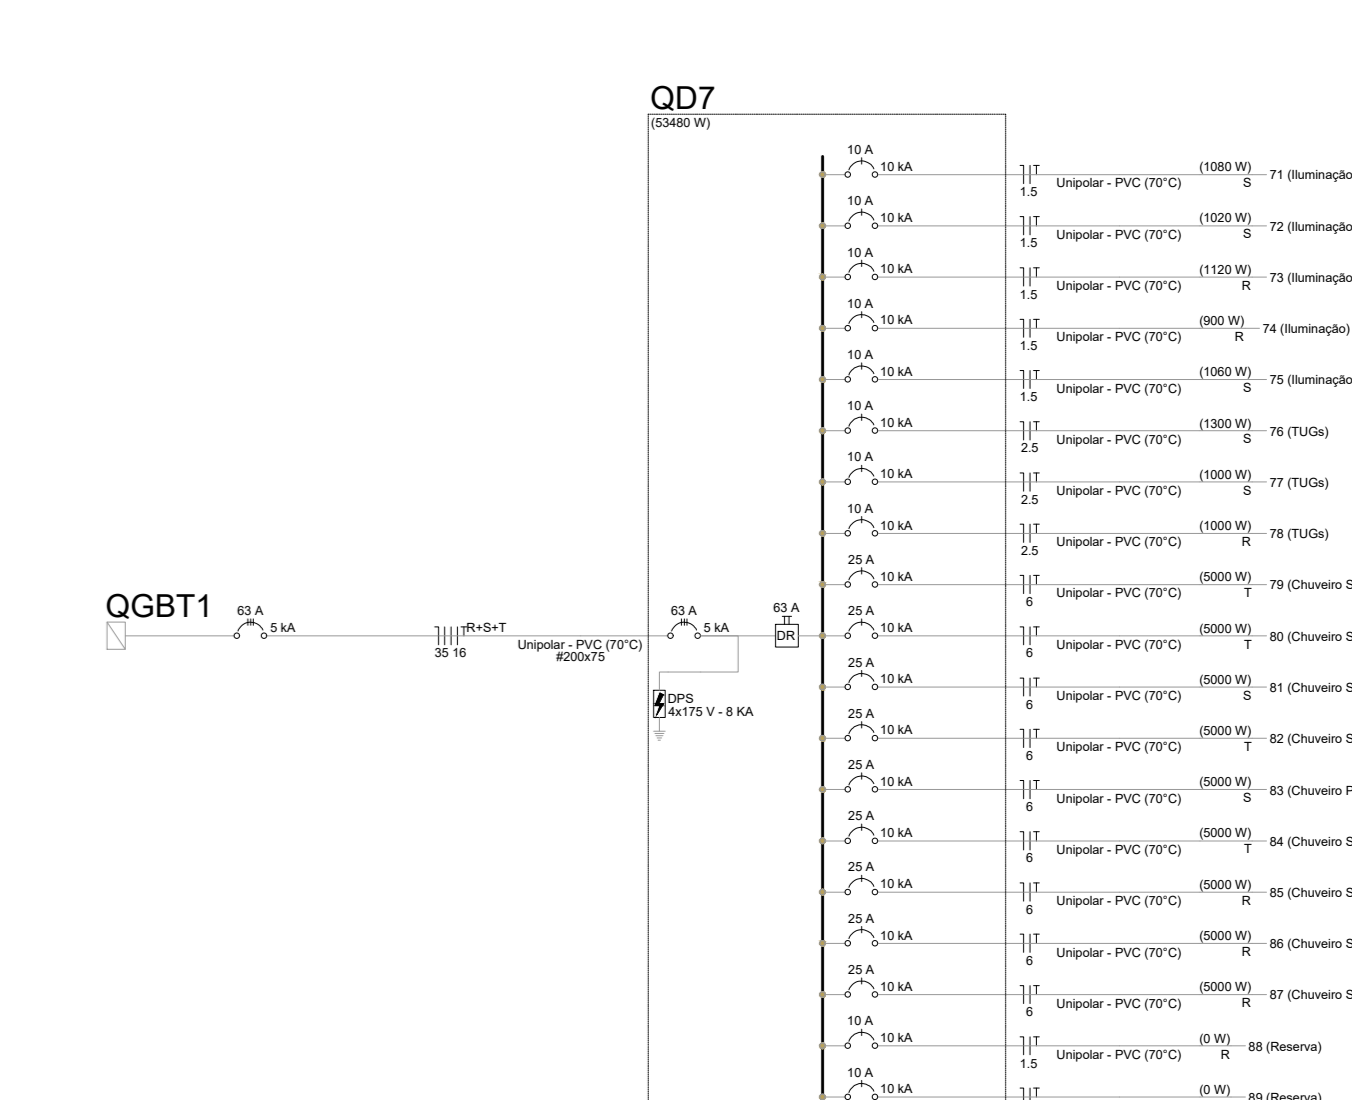 QD7
(53480 W)
10 A
10 kA
T
1.5
Unipolar - PVC (70°C)
(1080 W)
S
71 (Iluminação
10 A
10 kA
T
1.5
Unipolar - PVC (70°C)
(1020 W)
S
72 (Iluminação
10 A
10 kA
T
1.5
Unipolar - PVC (70°C)
(1120 W)
R
73 (Iluminação
10 A
10 kA
T
1.5
Unipolar - PVC (70°C)
(900 W)
R
74 (Iluminação)
10 A
10 kA
T
1.5
Unipolar - PVC (70°C)
(1060 W)
S
75 (Iluminação
10 A
10 kA
T
2.5
Unipolar - PVC (70°C)
(1300 W)
S
76 (TUGs)
10 A
10 kA
T
2.5
Unipolar - PVC (70°C)
(1000 W)
S
77 (TUGs)
10 A
10 kA
T
2.5
Unipolar - PVC (70°C)
(1000 W)
R
78 (TUGs)
25 A
10 kA
T
6
Unipolar - PVC (70°C)
(5000 W)
T
79 (Chuveiro S
QGBT1
63 A
5 kA
T
R+S+T
35 16
Unipolar - PVC (70°C)
#200x75
63 A
5 kA
63 A
DR
DPS
4x175 V - 8 KA
25 A
10 kA
T
6
Unipolar - PVC (70°C)
(5000 W)
T
80 (Chuveiro S
25 A
10 kA
T
6
Unipolar - PVC (70°C)
(5000 W)
S
81 (Chuveiro S
25 A
10 kA
T
6
Unipolar - PVC (70°C)
(5000 W)
T
82 (Chuveiro S
25 A
10 kA
T
6
Unipolar - PVC (70°C)
(5000 W)
S
83 (Chuveiro P
25 A
10 kA
T
6
Unipolar - PVC (70°C)
(5000 W)
T
84 (Chuveiro S
25 A
10 kA
T
6
Unipolar - PVC (70°C)
(5000 W)
R
85 (Chuveiro S
25 A
10 kA
T
6
Unipolar - PVC (70°C)
(5000 W)
R
86 (Chuveiro S
25 A
10 kA
T
6
Unipolar - PVC (70°C)
(5000 W)
R
87 (Chuveiro S
10 A
10 kA
T
1.5
Unipolar - PVC (70°C)
(0 W)
R
88 (Reserva)
10 A
10 kA
T
(0 W)
89 (Reserva)